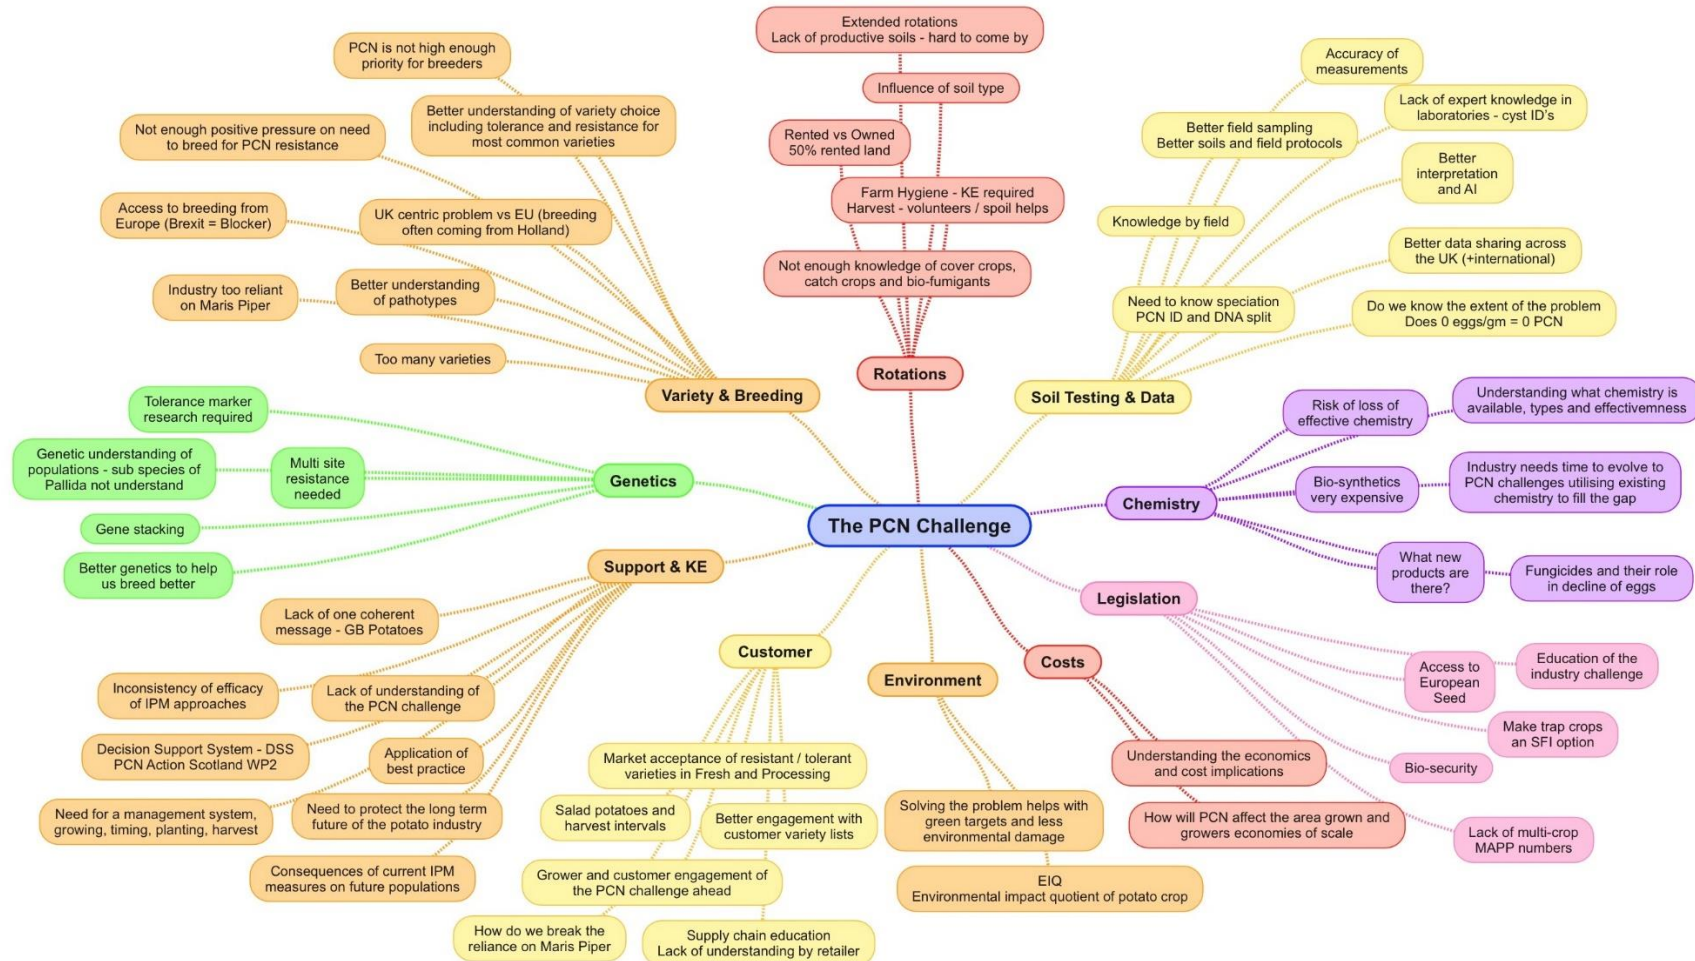 The PCN Challenge
Variety & Breeding
PCN is not high enough
priority for breeders
Better understanding of variety choice
including tolerance and resistance for
most common varieties
Not enough positive pressure on need
to breed for PCN resistance
UK centric problem vs EU (breeding
often coming from Holland)
Access to breeding from
Europe (Brexit = Blocker)
Better understanding
of pathotypes
Industry too reliant
on Maris Piper
Too many varieties
Rotations
Extended rotations
Lack of productive soils - hard to come by
Influence of soil type
Rented vs Owned
50% rented land
Farm Hygiene - KE required
Harvest - volunteers / spoil helps
Not enough knowledge of cover crops,
catch crops and bio-fumigants
Soil Testing & Data
Accuracy of
measurements
Lack of expert knowledge in
laboratories - cyst ID's
Better field sampling
Better soils and field protocols
Better
interpretation
and AI
Knowledge by field
Better data sharing across
the UK (+international)
Need to know speciation
PCN ID and DNA split
Do we know the extent of the problem
Does 0 eggs/gm = 0 PCN
Chemistry
Risk of loss of
effective chemistry
Understanding what chemistry is
available, types and effectivemness
Bio-synthetics
very expensive
Industry needs time to evolve to
PCN challenges utilising existing
chemistry to fill the gap
What new
products are
there?
Fungicides and their role
in decline of eggs
Genetics
Tolerance marker
research required
Genetic understanding of
populations - sub species of
Pallida not understand
Multi site
resistance
needed
Gene stacking
Better genetics to help
us breed better
Support & KE
Lack of one coherent
message - GB Potatoes
Inconsistency of efficacy
of IPM approaches
Lack of understanding of
the PCN challenge
Decision Support System - DSS
PCN Action Scotland WP2
Application of
best practice
Need for a management system,
growing, timing, planting, harvest
Need to protect the long term
future of the potato industry
Consequences of current IPM
measures on future populations
Customer
Market acceptance of resistant / tolerant
varieties in Fresh and Processing
Salad potatoes and
harvest intervals
Better engagement with
customer variety lists
Grower and customer engagement of
the PCN challenge ahead
How do we break the
reliance on Maris Piper
Supply chain education
Lack of understanding by retailer
Environment
Solving the problem helps with
green targets and less
environmental damage
EIQ
Environmental impact quotient of potato crop
Costs
Understanding the economics
and cost implications
How will PCN affect the area grown and
growers economies of scale
Legislation
Education of the
industry challenge
Access to
European
Seed
Make trap crops
an SFI option
Bio-security
Lack of multi-crop
MAPP numbers